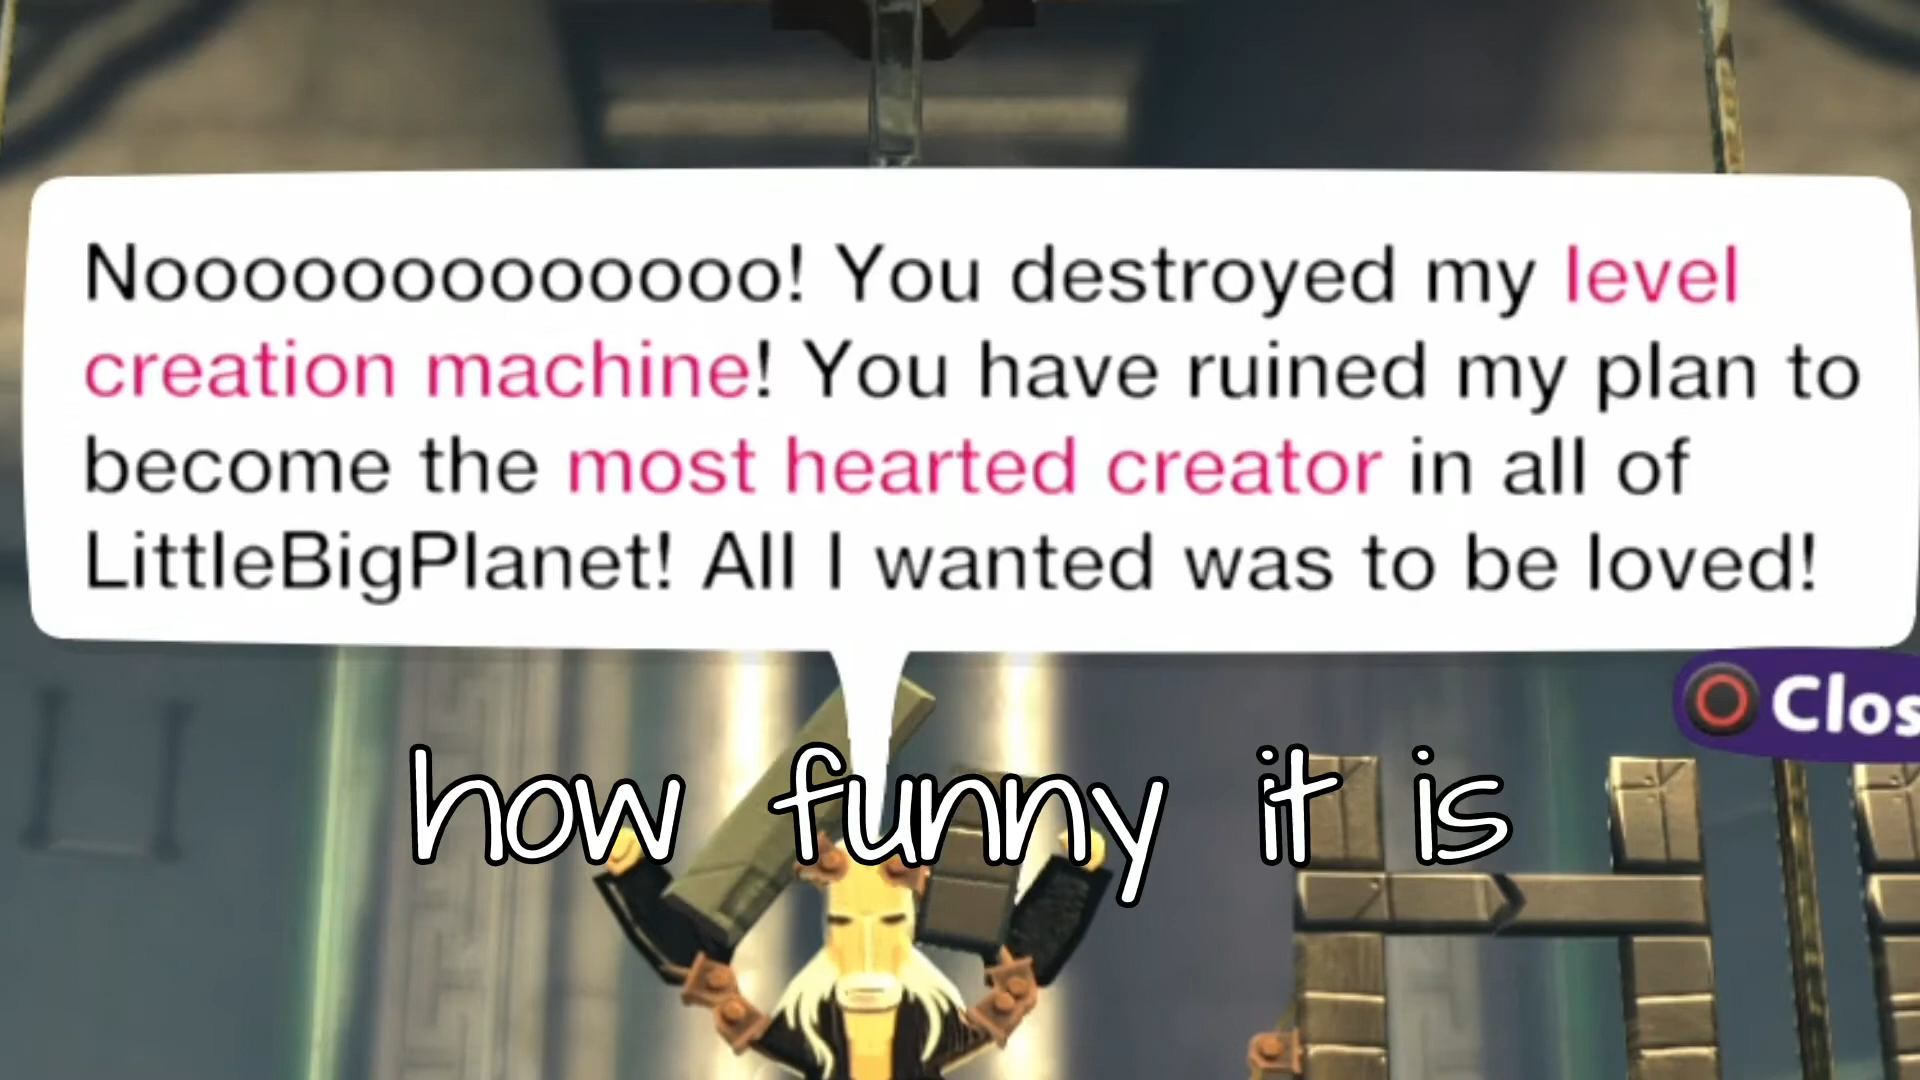 Noooooooooooooo! You destroyed my level
creation machine! You have ruined my plan to
become the most hearted creator in all of
LittleBigPlanet! All I wanted was to be loved!
Clos
how funny it is